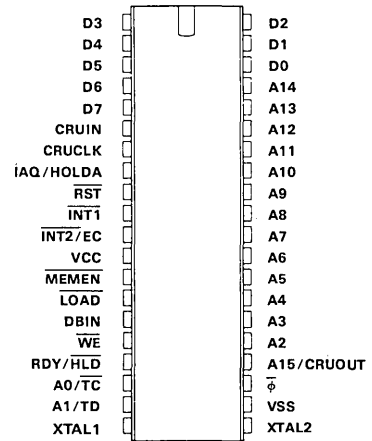 D3 D2
D4 D1
D5 D0
D6 A14
D7 A13
CRUIN A12
CRUCLK A11
IAQ/HOLDA A10
RST A9
INT1 A8
INT2/EC A7
VCC A6
MEMEN A5
LOAD A4
DBIN A3
WE A2
RDY/HLD A15/CRUOUT
A0/TC ϕ
A1/TD VSS
XTAL1 XTAL2